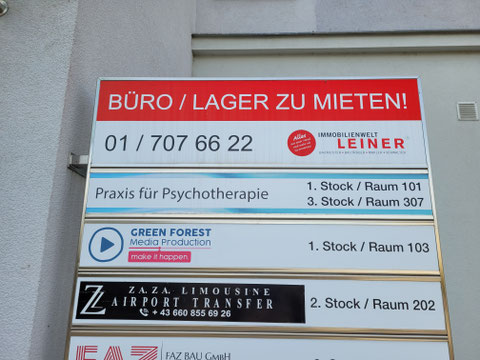 BÜRO / LAGER ZU MIETEN!
01 / 707 66 22
Alles
IMMOBILIENWELT
LEINER
Praxis für Psychotherapie
1. Stock / Raum 101
3. Stock / Raum 307
GREEN FOREST
Media Production
make it happen
1. Stock / Raum 103
ZA.ZA. LIMOUSINE
AIRPORT TRANSFER
+ 43 660 855 69 26
2. Stock / Raum 202
FAZ
FAZ BAU GmbH